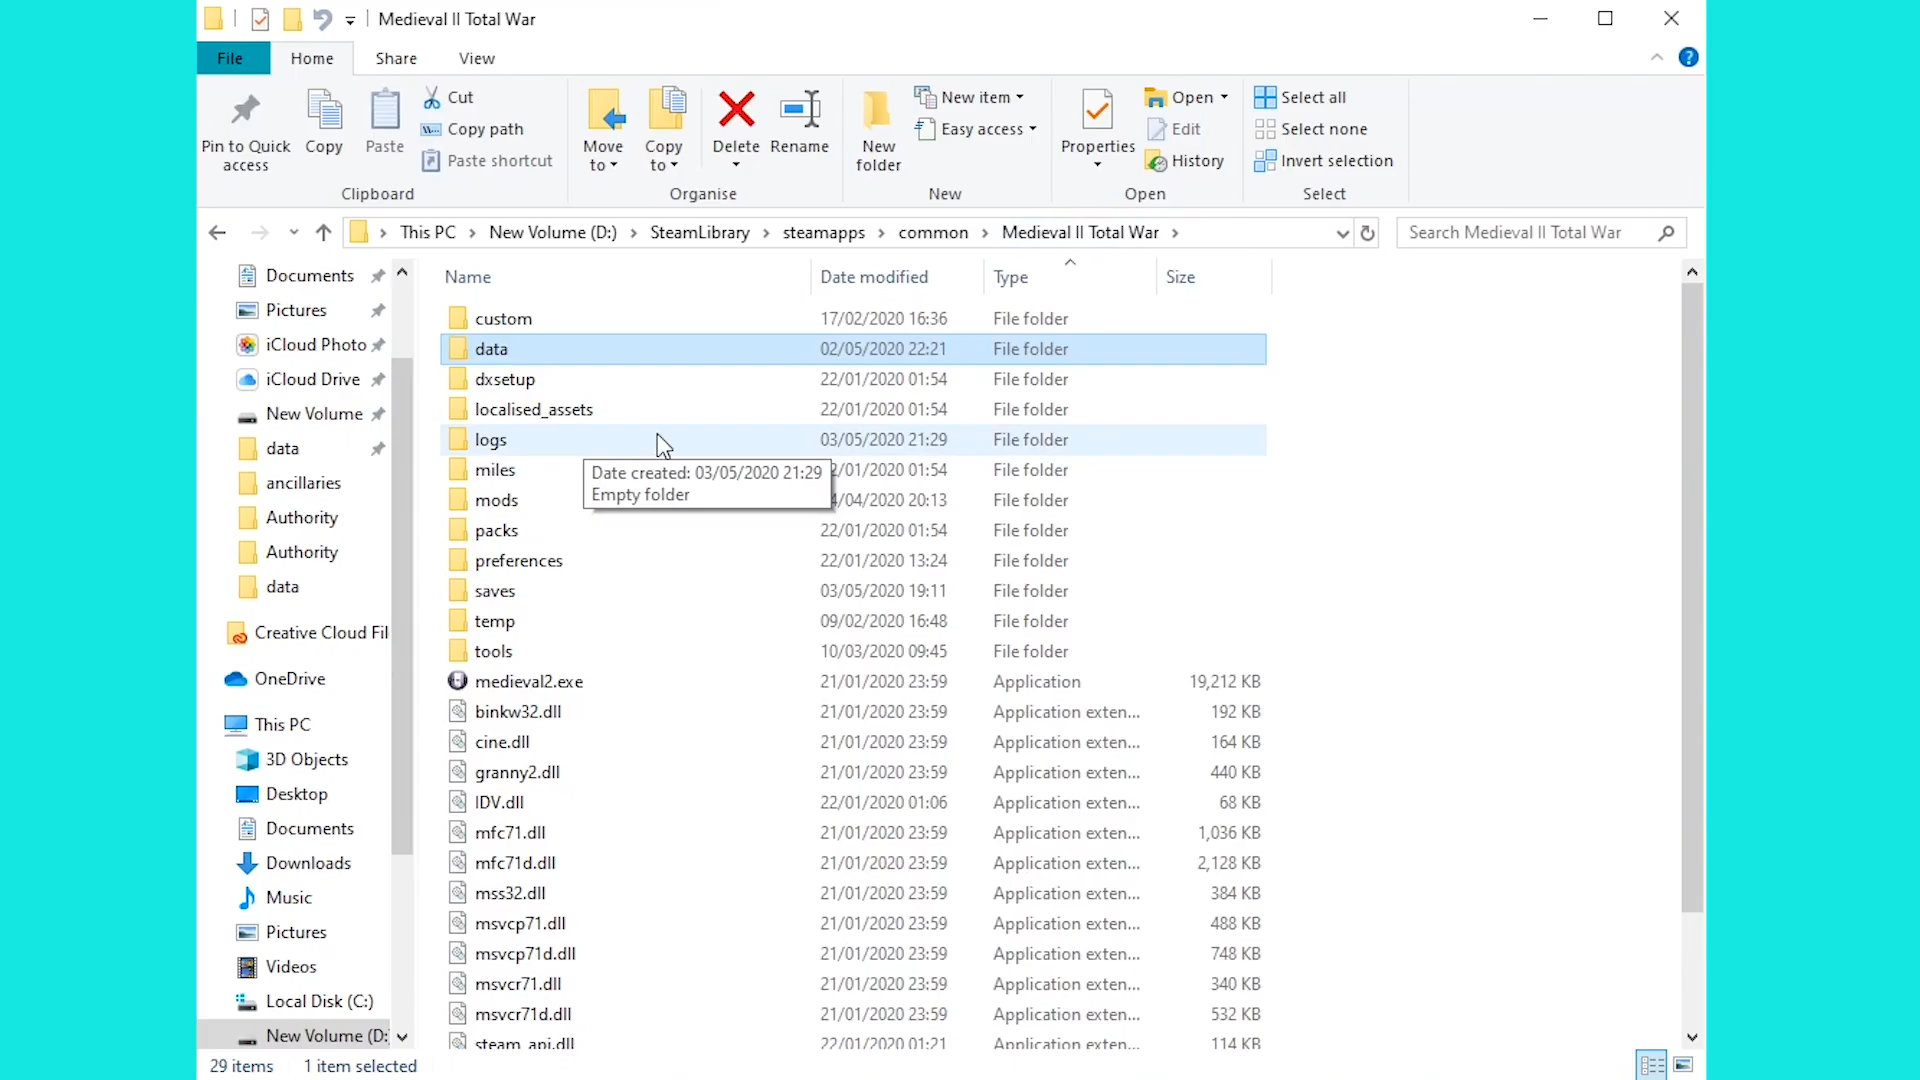 Medieval II Total War
File Home Share View
Pin to Quick access
Copy
Paste
Cut
Copy path
Paste shortcut
Clipboard
Move to
Copy to
Delete
Rename
Organise
New folder
New item
Easy access
New
Properties
Open
Edit
History
Open
Select all
Select none
Invert selection
Select
This PC New Volume (D:) SteamLibrary steamapps common Medieval II Total War
Search Medieval II Total War
Documents
Pictures
iCloud Photo
iCloud Drive
New Volume
data
ancillaries
Authority
Authority
data
Creative Cloud Fil
OneDrive
This PC
3D Objects
Desktop
Documents
Downloads
Music
Pictures
Videos
Local Disk (C:)
New Volume (D:
Name Date modified Type Size
custom 17/02/2020 16:36 File folder
data 02/05/2020 22:21 File folder
dxsetup 22/01/2020 01:54 File folder
localised_assets 22/01/2020 01:54 File folder
logs 03/05/2020 21:29 File folder
miles 2/01/2020 01:54 File folder
Date created: 03/05/2020 21:29
Empty folder
mods 4/04/2020 20:13 File folder
packs 22/01/2020 01:54 File folder
preferences 22/01/2020 13:24 File folder
saves 03/05/2020 19:11 File folder
temp 09/02/2020 16:48 File folder
tools 10/03/2020 09:45 File folder
medieval2.exe 21/01/2020 23:59 Application 19,212 KB
binkw32.dll 21/01/2020 23:59 Application exten... 192 KB
cine.dll 21/01/2020 23:59 Application exten... 164 KB
granny2.dll 21/01/2020 23:59 Application exten... 440 KB
IDV.dll 22/01/2020 01:06 Application exten... 68 KB
mfc71.dll 21/01/2020 23:59 Application exten... 1,036 KB
mfc71d.dll 21/01/2020 23:59 Application exten... 2,128 KB
mss32.dll 21/01/2020 23:59 Application exten... 384 KB
msvcp71.dll 21/01/2020 23:59 Application exten... 488 KB
msvcp71d.dll 21/01/2020 23:59 Application exten... 748 KB
msvcr71.dll 21/01/2020 23:59 Application exten... 340 KB
msvcr71d.dll 21/01/2020 23:59 Application exten... 532 KB
steam_api.dll 22/01/2020 01:21 Application exten... 114 KB
29 items 1 item selected